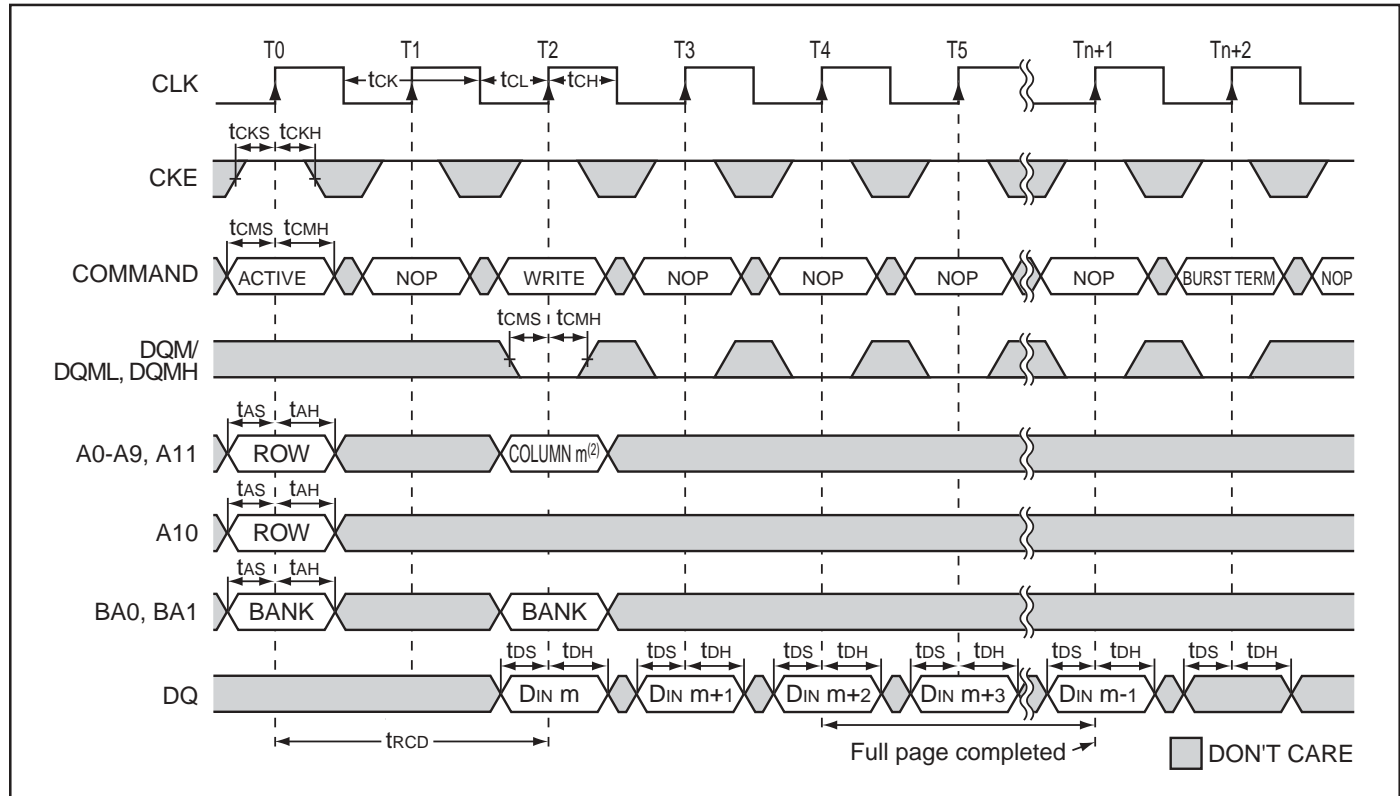 T0 T1 T2 T3 T4 T5 Tn+1 Tn+2
CLK tCK tCL tCH
tCKS tCKH
CKE
tCMS tCMH
COMMAND ACTIVE NOP WRITE NOP NOP NOP NOP BURST TERM NOP
tCMS tCMH
DQM/
DQML, DQMH
tAS tAH
A0-A9, A11 ROW COLUMN m(2)
tAS tAH
A10 ROW
tAS tAH
BA0, BA1 BANK BANK
tDS tDH tDS tDH tDS tDH tDS tDH tDS tDH tDS tDH
DQ DIN m DIN m+1 DIN m+2 DIN m+3 DIN m-1
tRCD
Full page completed
DON'T CARE